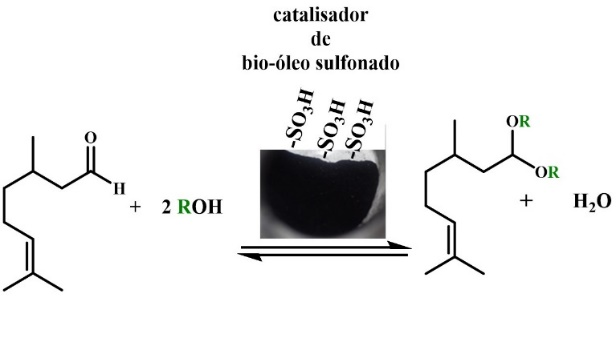 catalisador
de
bio-óleo sulfonado
-SO₃H
-SO₃H
-SO₃H
O
H
+ 2 ROH
OR
OR
+ H₂O